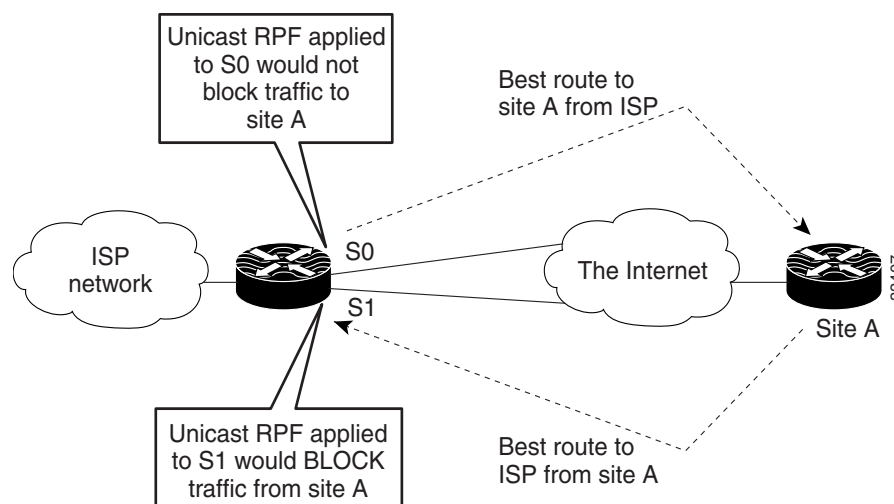 Unicast RPF applied
to S0 would not
block traffic to
site A
Best route to
site A from ISP
ISP
network
S0
S1
The Internet
Site A
Unicast RPF applied
to S1 would BLOCK
traffic from site A
Best route to
ISP from site A